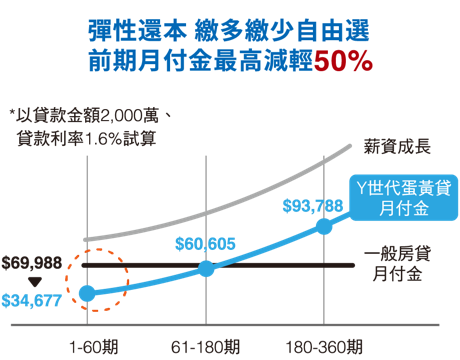 彈性還本 繳多繳少自由選
前期月付金最高減輕50%
*以貸款金額2,000萬、
貸款利率1.6%試算
薪資成長
Y世代蛋黃貸
月付金
$93,788
$60,605
一般房貸
月付金
$69,988
$34,677
1-60期
61-180期
180-360期